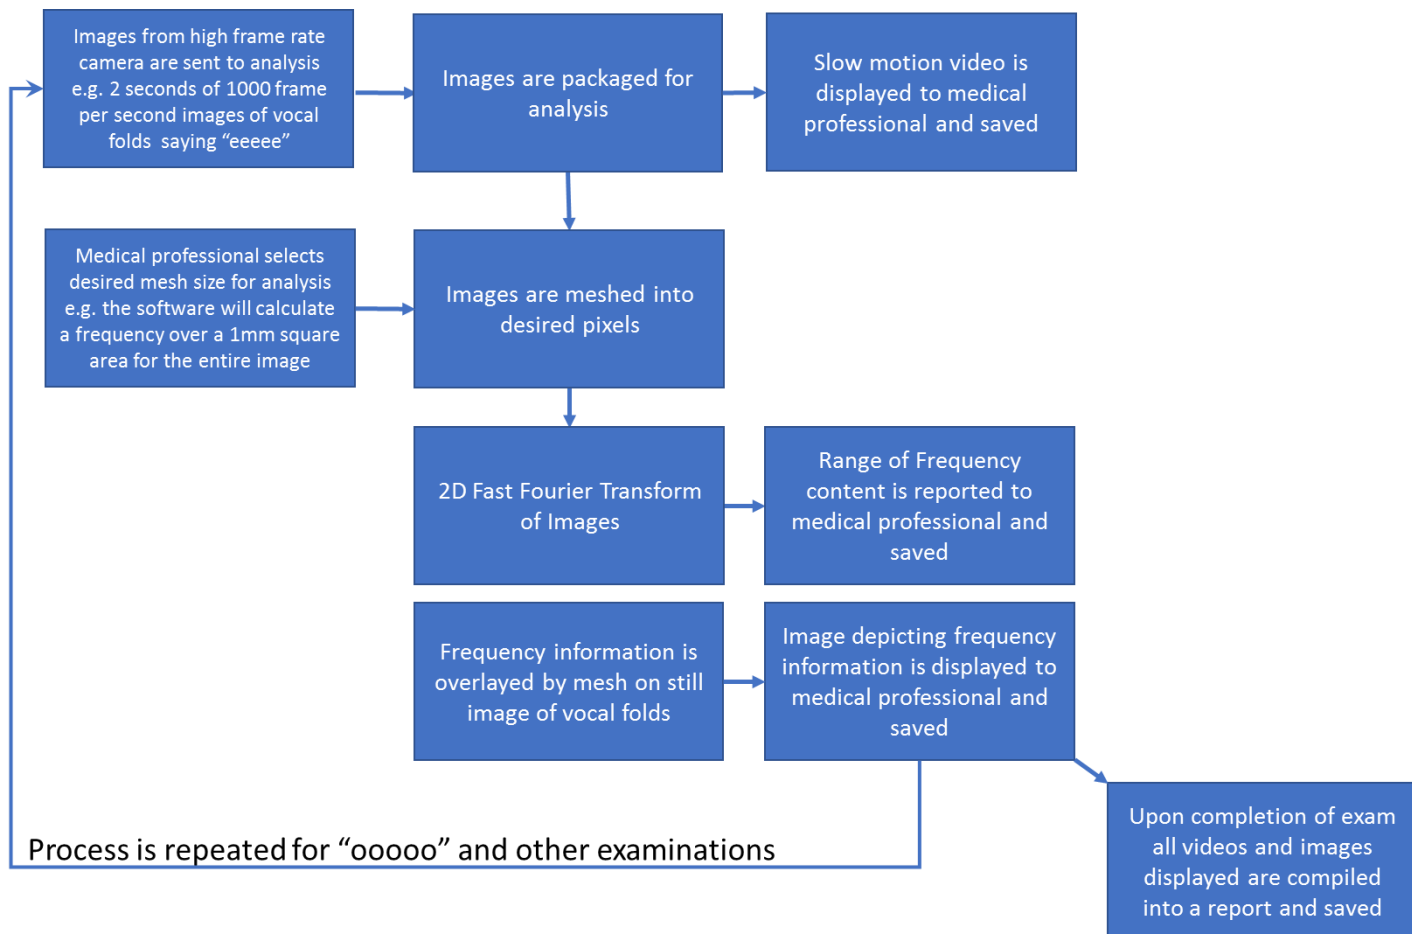 Images from high frame rate
camera are sent to analysis
e.g. 2 seconds of 1000 frame
per second images of vocal
folds saying “eeeee”
Images are packaged for
analysis
Slow motion video is
displayed to medical
professional and saved
Medical professional selects
desired mesh size for analysis
e.g. the software will calculate
a frequency over a 1mm square
area for the entire image
Images are meshed into
desired pixels
2D Fast Fourier Transform
of Images
Range of Frequency
content is reported to
medical professional and
saved
Frequency information is
overlayed by mesh on still
image of vocal folds
Image depicting frequency
information is displayed to
medical professional and
saved
Process is repeated for “ooooo” and other examinations
Upon completion of exam
all videos and images
displayed are compiled
into a report and saved